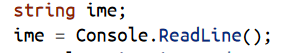 string ime;
ime = Console.ReadLine();